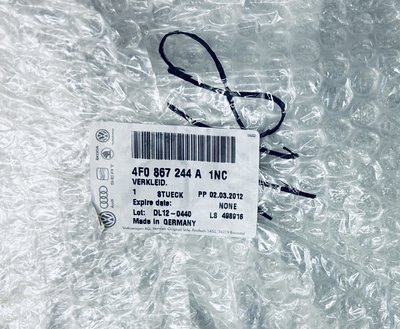 4F0 867 244 A 1NC
VERKLEID.
1 STUECK PP 02.03.2012
Expire date: NONE
Lot: DL12-0440 LS 498916
Made in GERMANY